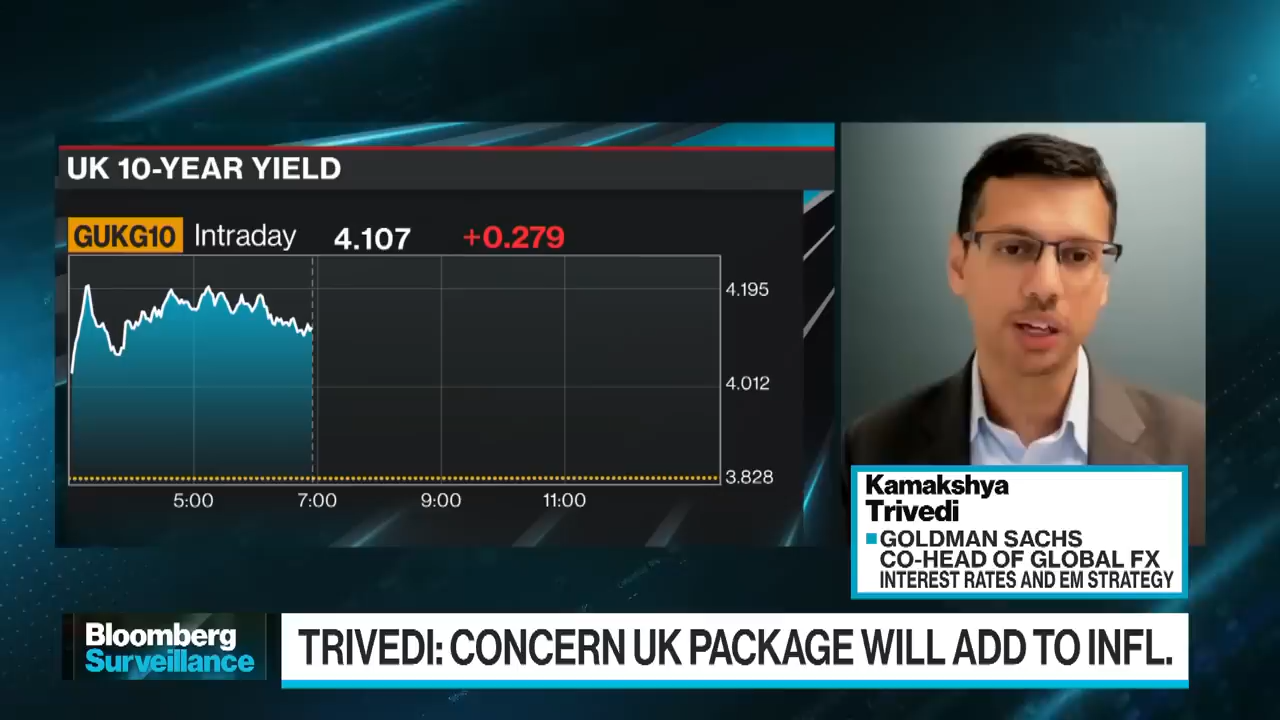 UK 10-YEAR YIELD
GUKG10 Intraday 4.107 +0.279
4.195
4.012
3.828
5:00 7:00 9:00 11:00
Kamakshya
Trivedi
GOLDMAN SACHS
CO-HEAD OF GLOBAL FX
INTEREST RATES AND EM STRATEGY
Bloomberg
Surveillance
TRIVEDI: CONCERN UK PACKAGE WILL ADD TO INFL.